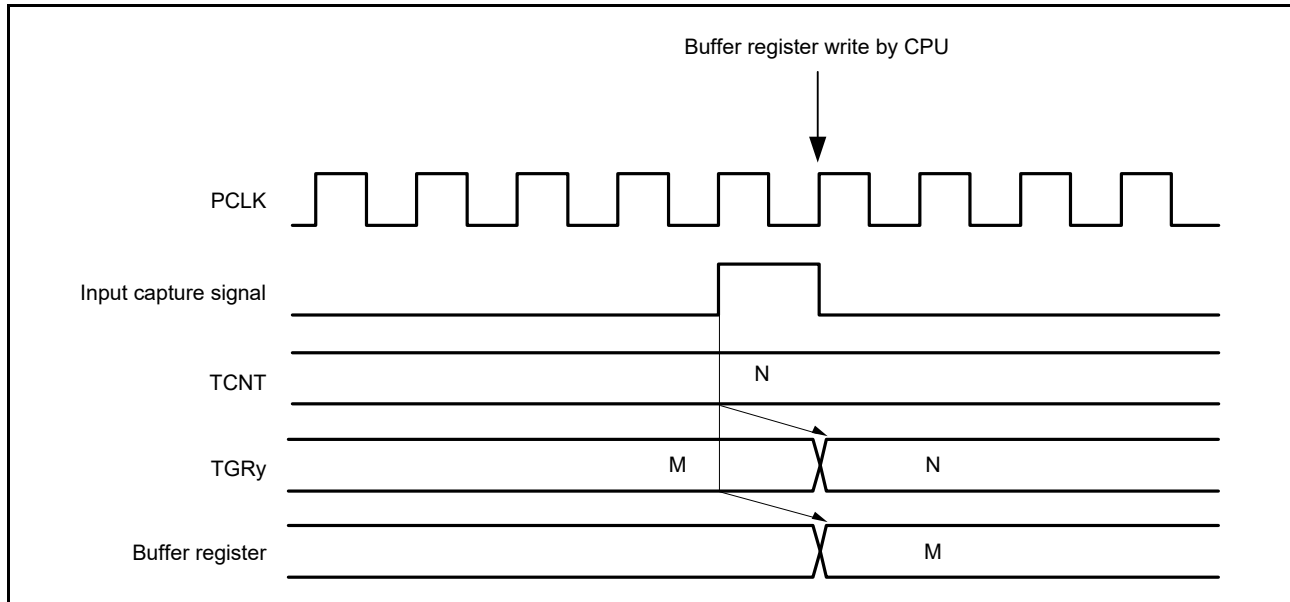 Buffer register write by CPU
PCLK
Input capture signal
TCNT
N
TGRy
M
N
Buffer register
M